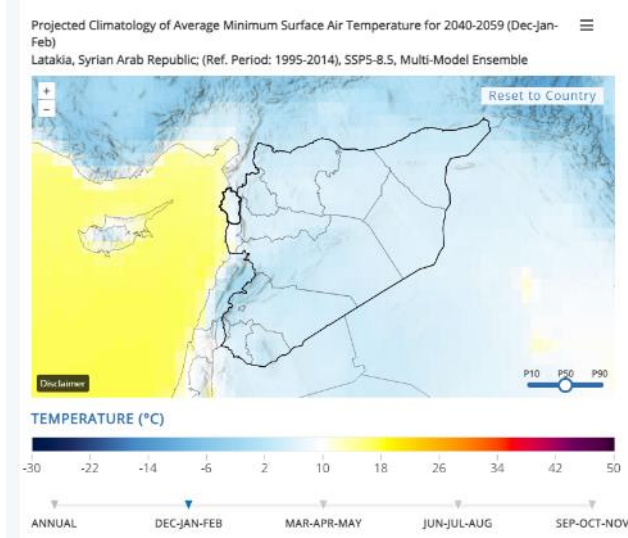 Projected Climatology of Average Minimum Surface Air Temperature for 2040-2059 (Dec-Jan-
Feb)
Latakia, Syrian Arab Republic; (Ref. Period: 1995-2014), SSP5-8.5, Multi-Model Ensemble
+
Reset to Country
−
P10 P50 P90
Disclaimer
TEMPERATURE (°C)
-30 -22 -14 -6 2 10 18 26 34 42 50
ANNUAL DEC-JAN-FEB MAR-APR-MAY JUN-JUL-AUG SEP-OCT-NOV